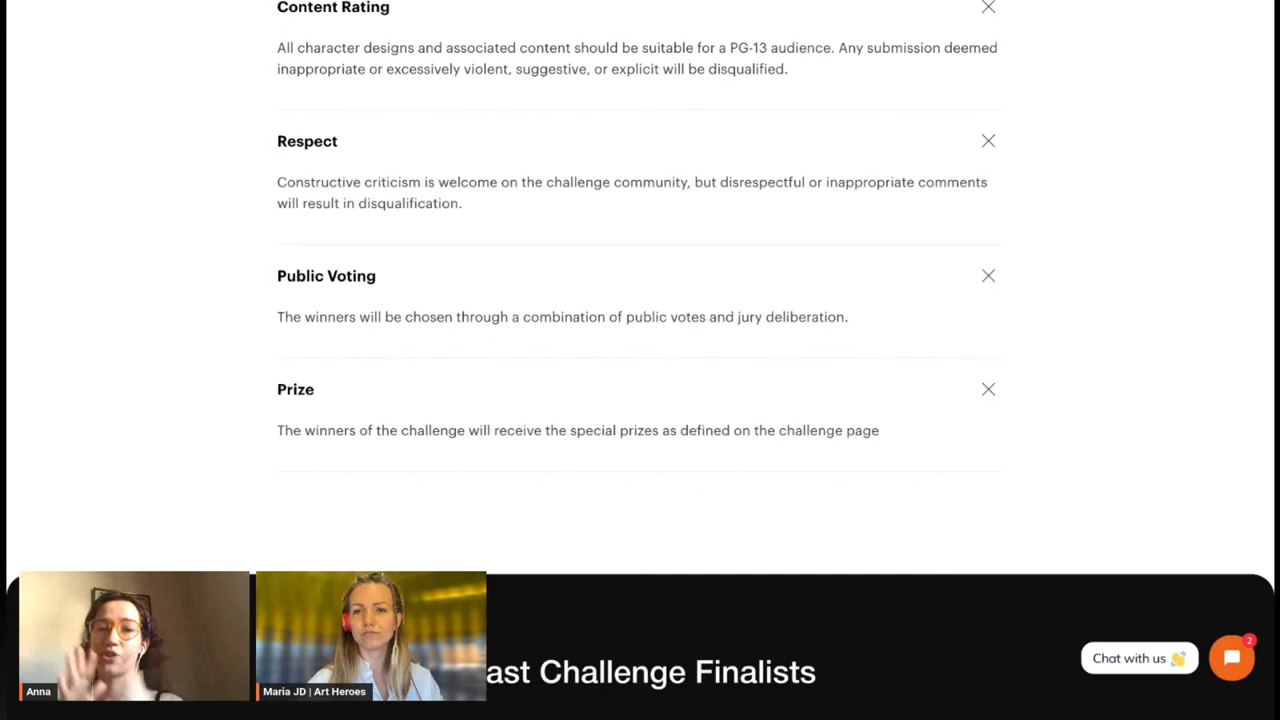 Content Rating
All character designs and associated content should be suitable for a PG-13 audience. Any submission deemed
inappropriate or excessively violent, suggestive, or explicit will be disqualified.
Respect
Constructive criticism is welcome on the challenge community, but disrespectful or inappropriate comments
will result in disqualification.
Public Voting
The winners will be chosen through a combination of public votes and jury deliberation.
Prize
The winners of the challenge will receive the special prizes as defined on the challenge page
ast Challenge Finalists
Chat with us 👋
2
Anna
Maria JD | Art Heroes